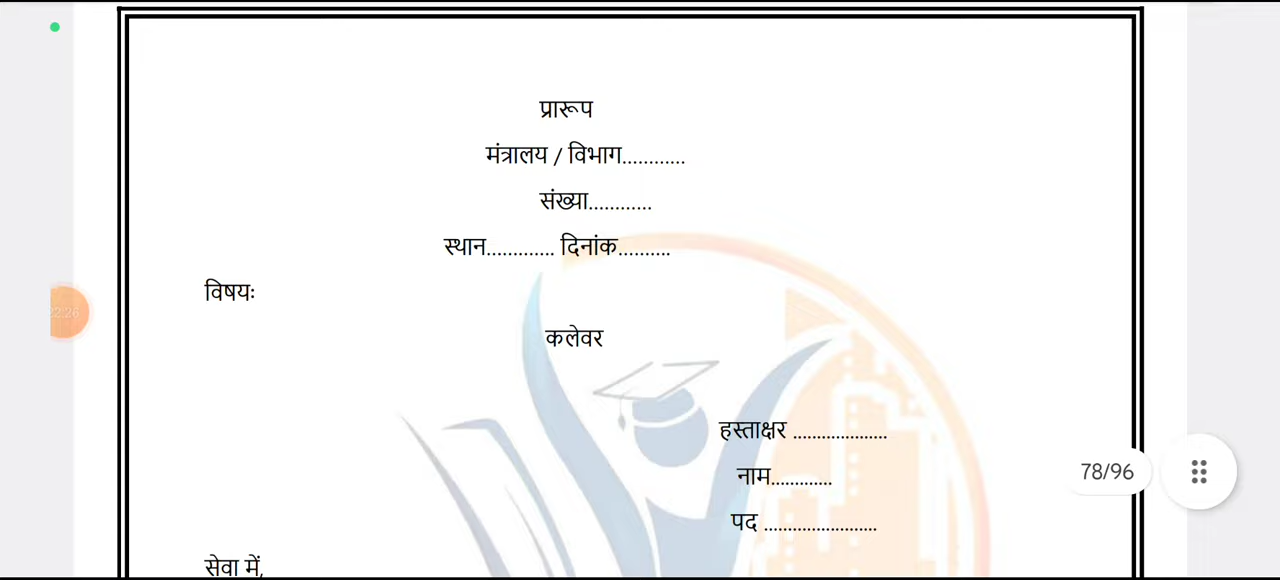 प्रारूप
मंत्रालय / विभाग............
संख्या............
स्थान............. दिनांक..........
विषयः
कलेवर
हस्ताक्षर ....................
नाम.............
78/96
पद .......................
सेवा में,